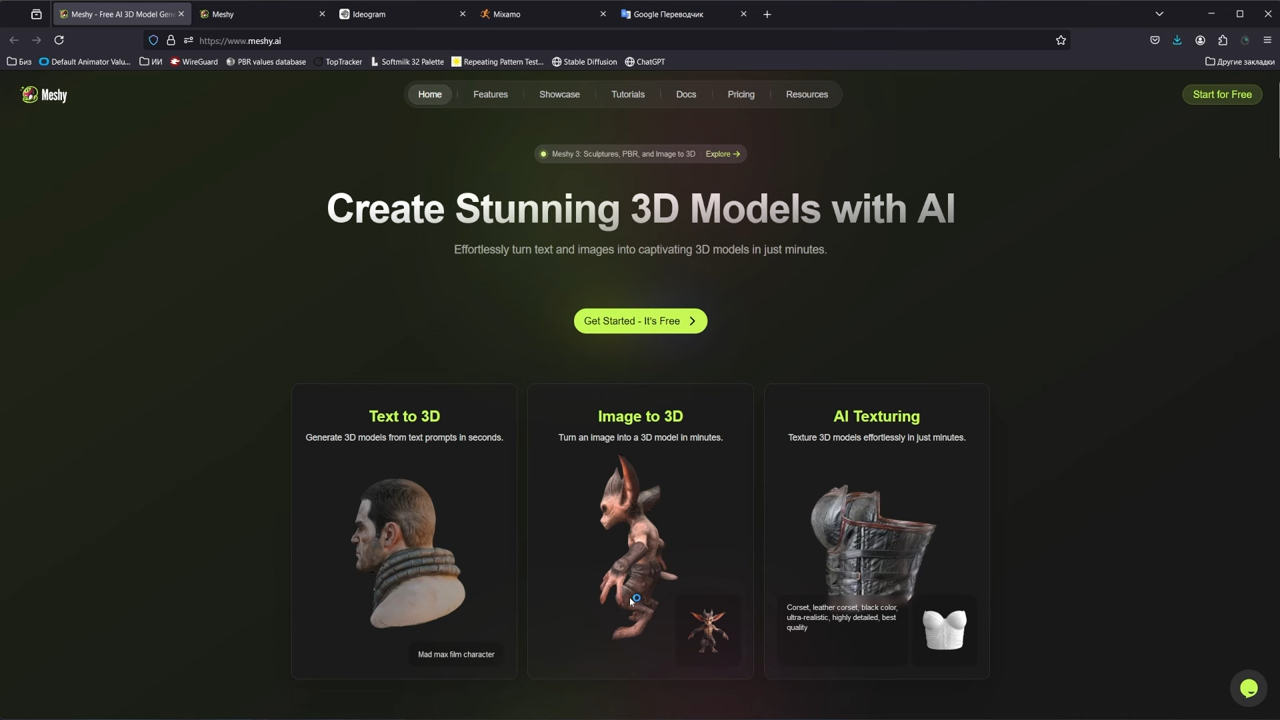 Meshy - Free AI 3D Model Gen
Meshy
Ideogram
Mixamo
Google Переводчик
https://www.meshy.ai
Биз
Default Animator Valu...
ИИ
WireGuard
PBR values database
TopTracker
Softmilk 32 Palette
Repeating Pattern Test...
Stable Diffusion
ChatGPT
Другие закладки
Meshy
Home
Features
Showcase
Tutorials
Docs
Pricing
Resources
Start for Free
Meshy 3: Sculptures, PBR, and Image to 3D Explore →
Create Stunning 3D Models with AI
Effortlessly turn text and images into captivating 3D models in just minutes.
Get Started - It's Free
Text to 3D
Generate 3D models from text prompts in seconds.
Mad max film character
Image to 3D
Turn an image into a 3D model in minutes.
AI Texturing
Texture 3D models effortlessly in just minutes.
Corset, leather corset, black color,
ultra-realistic, highly detailed, best
quality